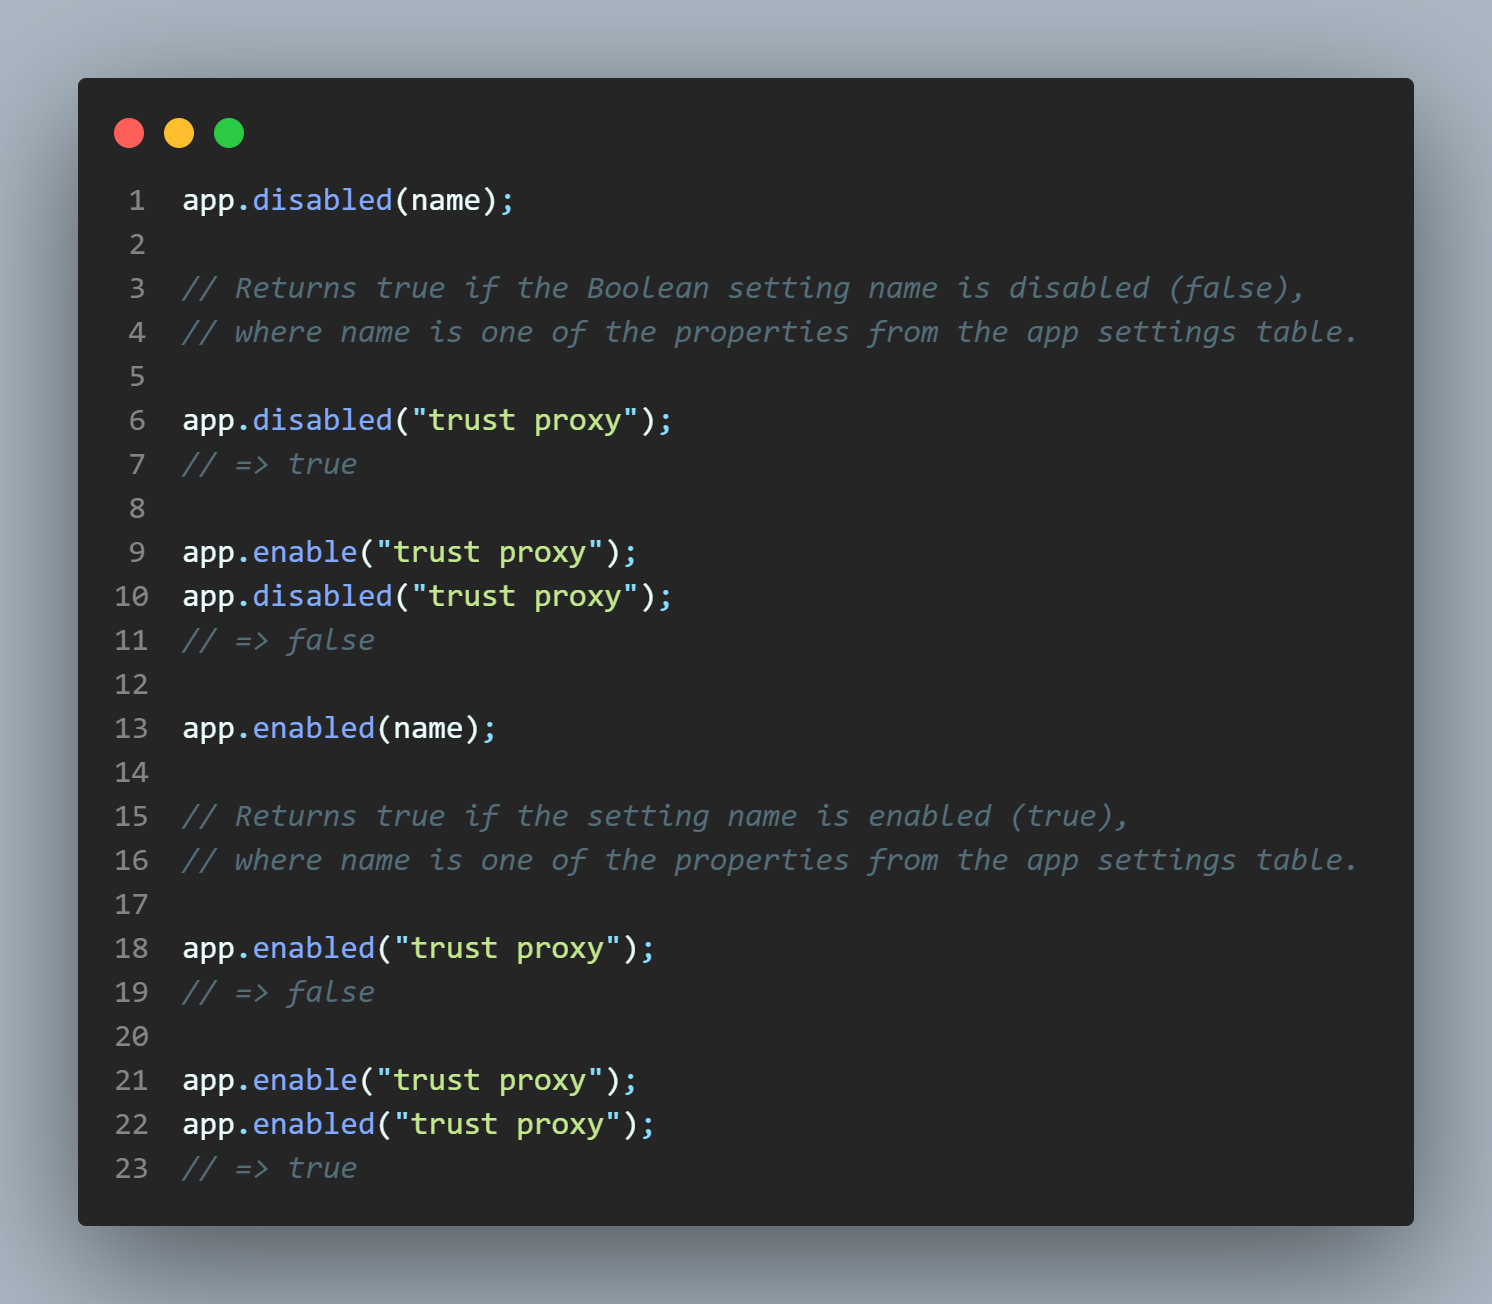 1 app.disabled(name);
2
3 // Returns true if the Boolean setting name is disabled (false),
4 // where name is one of the properties from the app settings table.
5
6 app.disabled("trust proxy");
7 // => true
8
9 app.enable("trust proxy");
10 app.disabled("trust proxy");
11 // => false
12
13 app.enabled(name);
14
15 // Returns true if the setting name is enabled (true),
16 // where name is one of the properties from the app settings table.
17
18 app.enabled("trust proxy");
19 // => false
20
21 app.enable("trust proxy");
22 app.enabled("trust proxy");
23 // => true